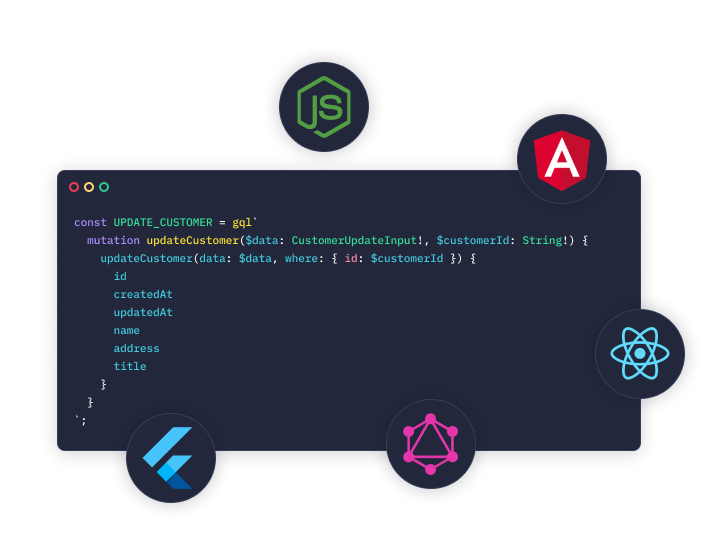 JS
A
const UPDATE_CUSTOMER = gql`
mutation updateCustomer($data: CustomerUpdateInput!, $customerId: String!) {
updateCustomer(data: $data, where: { id: $customerId }) {
id
createdAt
updatedAt
name
address
title
}
}
`;